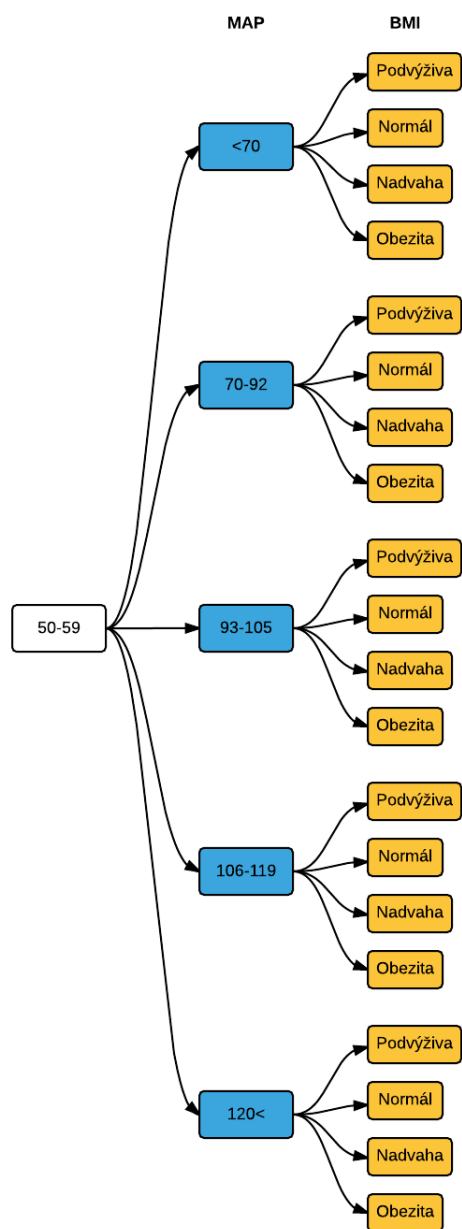 MAP
BMI
50-59
<70
Podvýživa
Normál
Nadvaha
Obezita
70-92
Podvýživa
Normál
Nadvaha
Obezita
93-105
Podvýživa
Normál
Nadvaha
Obezita
106-119
Podvýživa
Normál
Nadvaha
Obezita
120<
Podvýživa
Normál
Nadvaha
Obezita